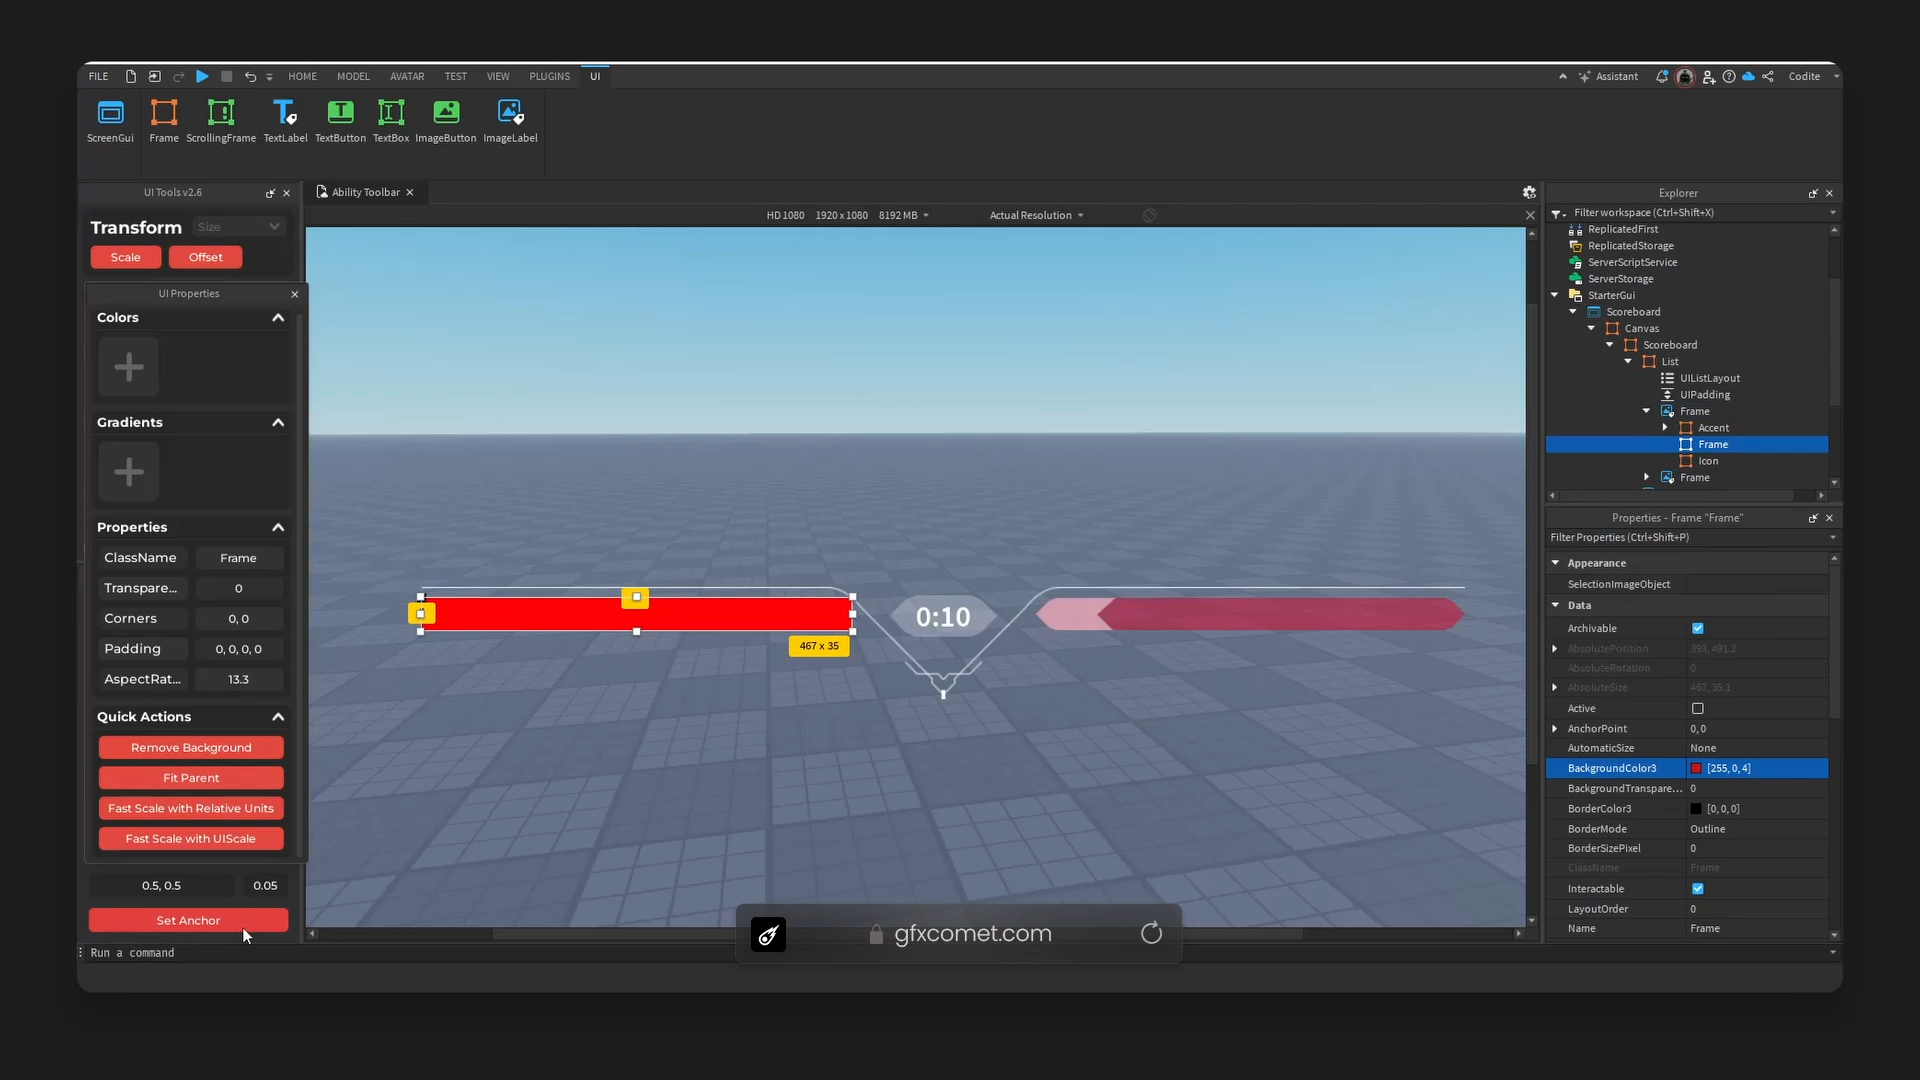 FILE HOME MODEL AVATAR TEST VIEW PLUGINS UI Assistant Codite
ScreenGui Frame ScrollingFrame TextLabel TextButton TextBox ImageButton ImageLabel
UI Tools v2.6
Ability Toolbar
Transform Size
Scale Offset
HD 1080 1920 x 1080 8192 MB Actual Resolution
UI Properties
Colors
Gradients
Properties
ClassName Frame
Transpare... 0
Corners 0, 0
Padding 0, 0, 0, 0
AspectRat... 13.3
Quick Actions
Remove Background
Fit Parent
Fast Scale with Relative Units
Fast Scale with UIScale
0.5, 0.5 0.05
Set Anchor
Run a command
0:10
467 x 35
gfxcomet.com
Explorer
Filter workspace (Ctrl+Shift+X)
ReplicatedFirst
ReplicatedStorage
ServerScriptService
ServerStorage
StarterGui
Scoreboard
Canvas
Scoreboard
List
UIListLayout
UIPadding
Frame
Accent
Frame
Icon
Frame
Properties - Frame "Frame"
Filter Properties (Ctrl+Shift+P)
Appearance
SelectionImageObject
Data
Archivable
AbsolutePosition 393, 491.2
AbsoluteRotation 0
AbsoluteSize 467, 35.1
Active
AnchorPoint 0, 0
AutomaticSize None
BackgroundColor3 [255, 0, 4]
BackgroundTranspare... 0
BorderColor3 [0, 0, 0]
BorderMode Outline
BorderSizePixel 0
ClassName Frame
Interactable
LayoutOrder 0
Name Frame